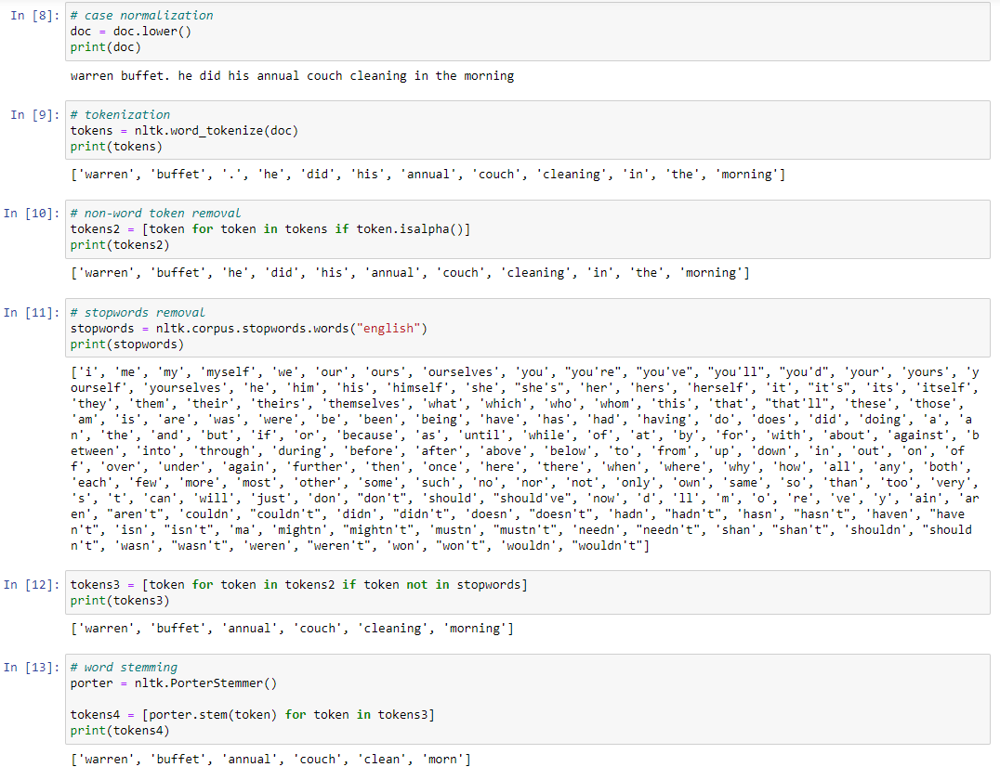 In [8]: # case normalization
doc = doc.lower()
print(doc)
warren buffet. he did his annual couch cleaning in the morning
In [9]: # tokenization
tokens = nltk.word_tokenize(doc)
print(tokens)
['warren', 'buffet', '.', 'he', 'did', 'his', 'annual', 'couch', 'cleaning', 'in', 'the', 'morning']
In [10]: # non-word token removal
tokens2 = [token for token in tokens if token.isalpha()]
print(tokens2)
['warren', 'buffet', 'he', 'did', 'his', 'annual', 'couch', 'cleaning', 'in', 'the', 'morning']
In [11]: # stopwords removal
stopwords = nltk.corpus.stopwords.words("english")
print(stopwords)
['i', 'me', 'my', 'myself', 'we', 'our', 'ours', 'ourselves', 'you', "you're", "you've", "you'll", "you'd", 'your', 'yours', 'y
ourself', 'yourselves', 'he', 'him', 'his', 'himself', 'she', "she's", 'her', 'hers', 'herself', 'it', "it's", 'its', 'itself',
'they', 'them', 'their', 'theirs', 'themselves', 'what', 'which', 'who', 'whom', 'this', 'that', "that'll", 'these', 'those',
'am', 'is', 'are', 'was', 'were', 'be', 'been', 'being', 'have', 'has', 'had', 'having', 'do', 'does', 'did', 'doing', 'a', 'a
n', 'the', 'and', 'but', 'if', 'or', 'because', 'as', 'until', 'while', 'of', 'at', 'by', 'for', 'with', 'about', 'against', 'b
etween', 'into', 'through', 'during', 'before', 'after', 'above', 'below', 'to', 'from', 'up', 'down', 'in', 'out', 'on', 'of
f', 'over', 'under', 'again', 'further', 'then', 'once', 'here', 'there', 'when', 'where', 'why', 'how', 'all', 'any', 'both',
'each', 'few', 'more', 'most', 'other', 'some', 'such', 'no', 'nor', 'not', 'only', 'own', 'same', 'so', 'than', 'too', 'very',
's', 't', 'can', 'will', 'just', 'don', "don't", 'should', "should've", 'now', 'd', 'll', 'm', 'o', 're', 've', 'y', 'ain', 'ar
en', "aren't", 'couldn', "couldn't", 'didn', "didn't", 'doesn', "doesn't", 'hadn', "hadn't", 'hasn', "hasn't", 'haven', "have
n't", 'isn', "isn't", 'ma', 'mightn', "mightn't", 'mustn', "mustn't", 'needn', "needn't", 'shan', "shan't", 'shouldn', "should
n't", 'wasn', "wasn't", 'weren', "weren't", 'won', "won't", 'wouldn', "wouldn't"]
In [12]: tokens3 = [token for token in tokens2 if token not in stopwords]
print(tokens3)
['warren', 'buffet', 'annual', 'couch', 'cleaning', 'morning']
In [13]: # word stemming
porter = nltk.PorterStemmer()
tokens4 = [porter.stem(token) for token in tokens3]
print(tokens4)
['warren', 'buffet', 'annual', 'couch', 'clean', 'morn']